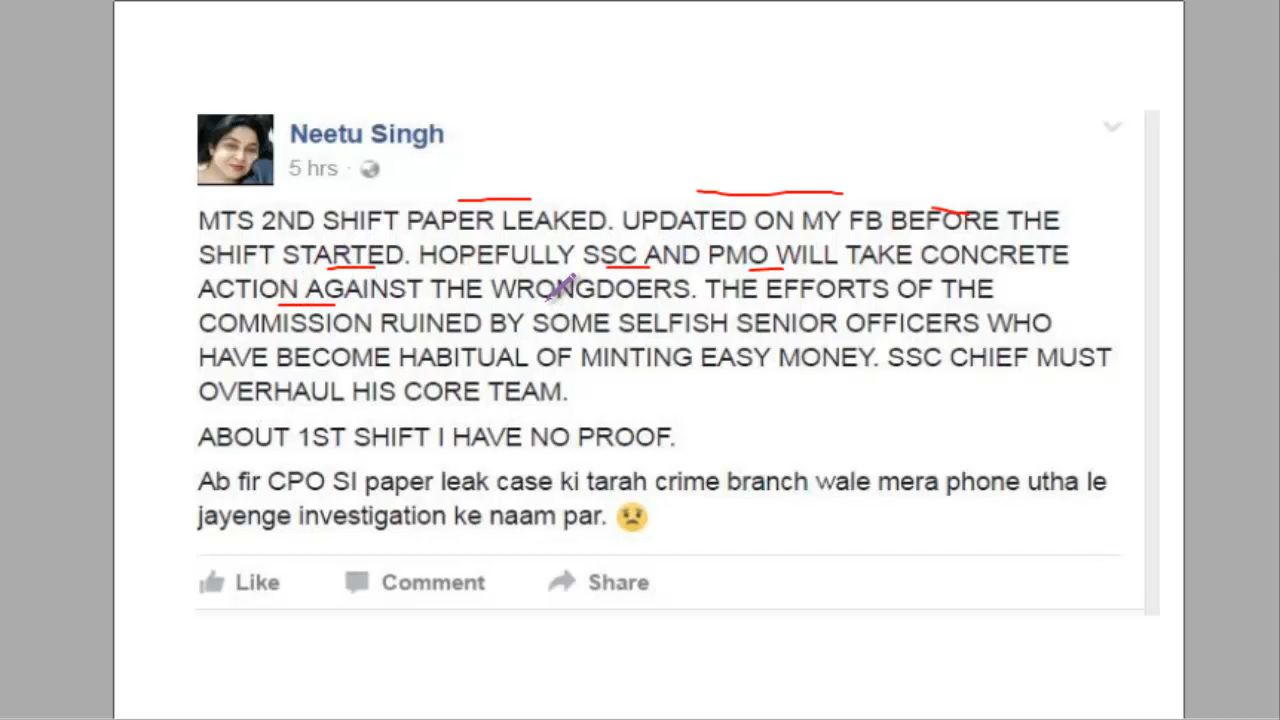 Neetu Singh
5 hrs ·
MTS 2ND SHIFT PAPER LEAKED. UPDATED ON MY FB BEFORE THE
SHIFT STARTED. HOPEFULLY SSC AND PMO WILL TAKE CONCRETE
ACTION AGAINST THE WRONGDOERS. THE EFFORTS OF THE
COMMISSION RUINED BY SOME SELFISH SENIOR OFFICERS WHO
HAVE BECOME HABITUAL OF MINTING EASY MONEY. SSC CHIEF MUST
OVERHAUL HIS CORE TEAM.
ABOUT 1ST SHIFT I HAVE NO PROOF.
Ab fir CPO SI paper leak case ki tarah crime branch wale mera phone utha le
jayenge investigation ke naam par. 😟
Like Comment Share